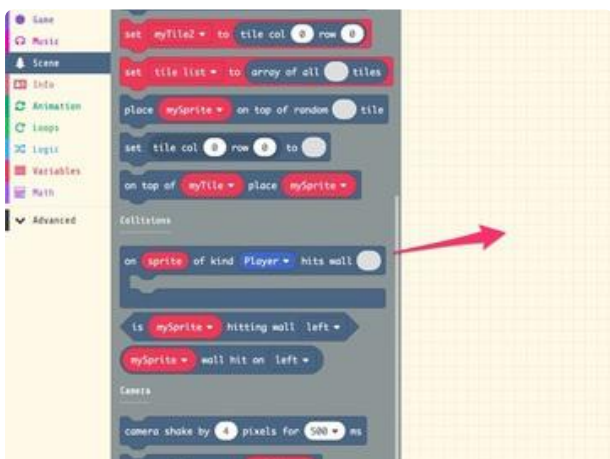 Game
Music
Scene
Info
Animation
Loops
Logic
Variables
Math
Advanced
set myTile2 to tile col 0 row 0
set tile list to array of all tiles
place mySprite on top of random tile
set tile col 0 row 0 to
on top of myTile place mySprite
Collisions
on sprite of kind Player hits wall
is mySprite hitting wall left
mySprite wall hit on left
Camera
camera shake by 4 pixels for 500 ms